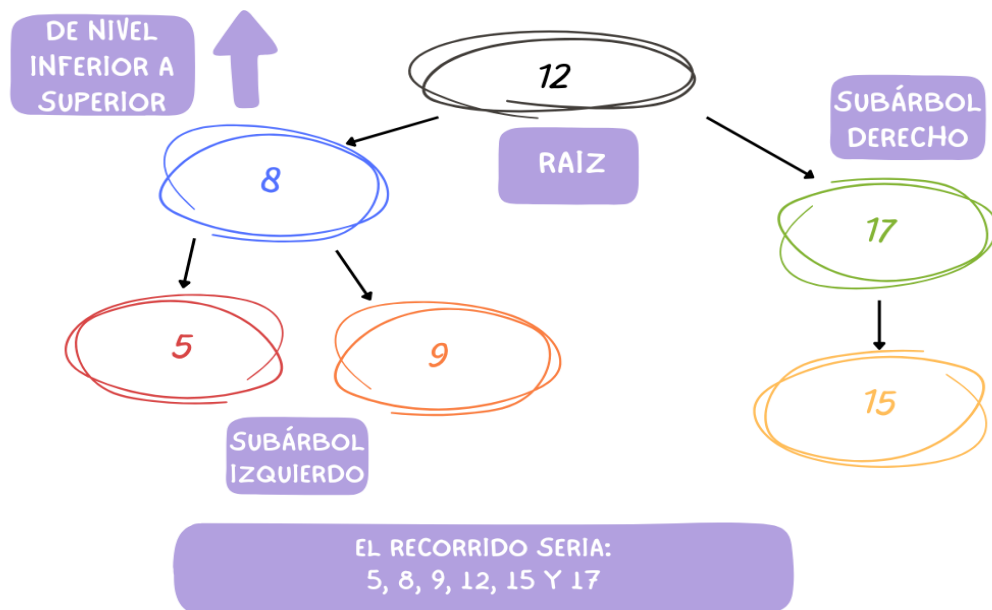 DE NIVEL
INFERIOR A
SUPERIOR
12
SUBÁRBOL
DERECHO
RAIZ
8
17
5
9
15
SUBÁRBOL
IZQUIERDO
EL RECORRIDO SERIA:
5, 8, 9, 12, 15 Y 17